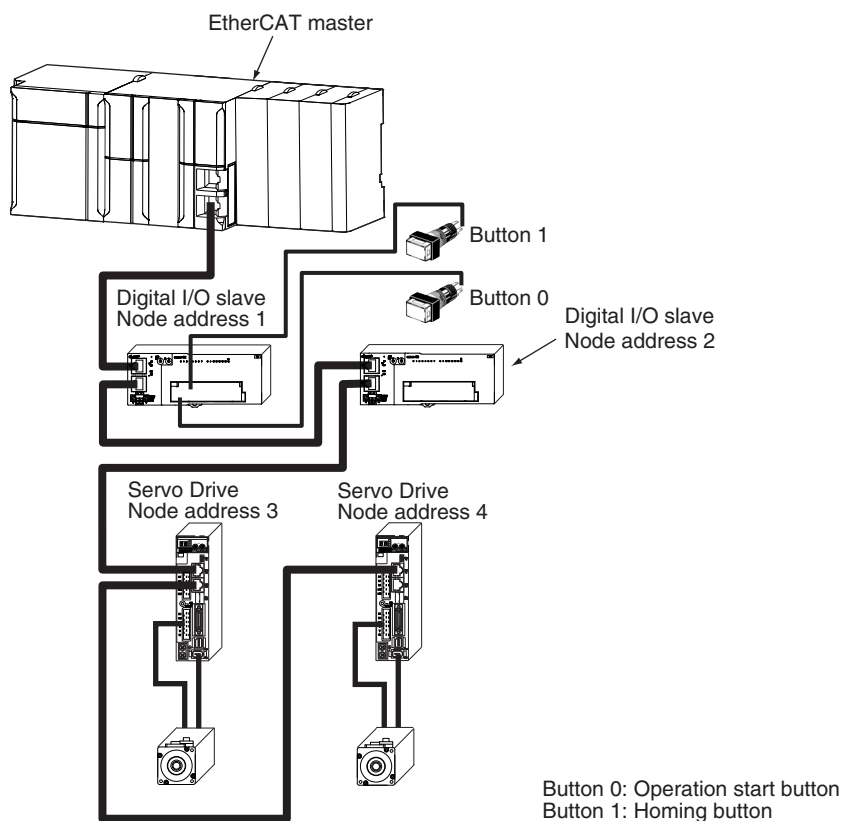 EtherCAT master
Button 1
Button 0
Digital I/O slave
Node address 1
Digital I/O slave
Node address 2
Servo Drive
Node address 3
Servo Drive
Node address 4
Button 0: Operation start button
Button 1: Homing button